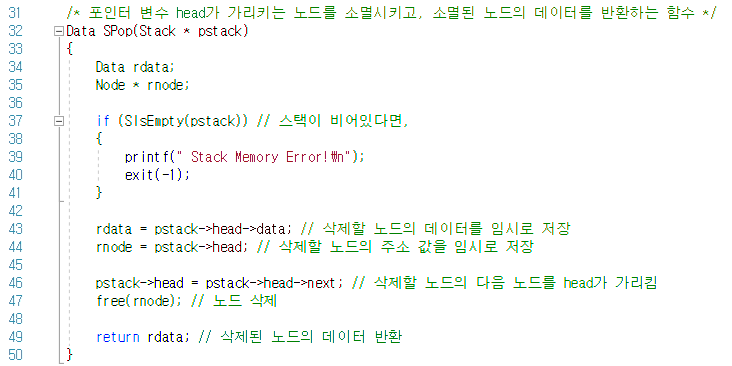 31 /* 포인터 변수 head가 가리키는 노드를 소멸시키고, 소멸된 노드의 데이터를 반환하는 함수 */
32 Data SPop(Stack * pstack)
33 {
34     Data rdata;
35     Node * rnode;
36
37     if (SIsEmpty(pstack)) // 스택이 비어있다면,
38     {
39         printf(" Stack Memory Error!₩n");
40         exit(-1);
41     }
42
43     rdata = pstack->head->data; // 삭제할 노드의 데이터를 임시로 저장
44     rnode = pstack->head; // 삭제할 노드의 주소 값을 임시로 저장
45
46     pstack->head = pstack->head->next; // 삭제할 노드의 다음 노드를 head가 가리킴
47     free(rnode); // 노드 삭제
48
49     return rdata; // 삭제된 노드의 데이터 반환
50 }